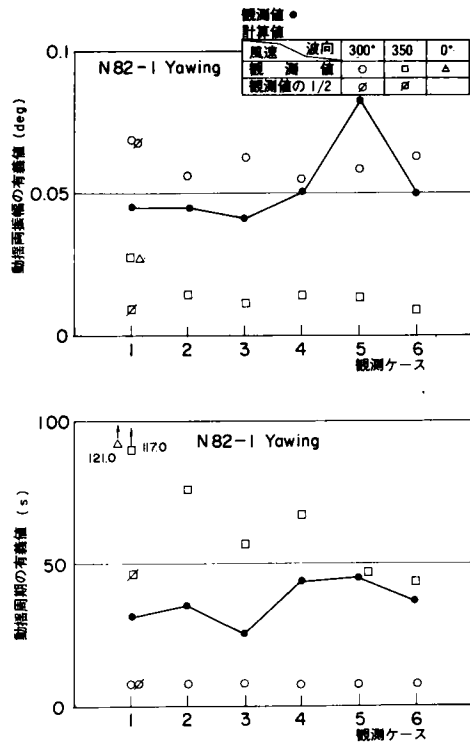 観測値 ●
計算値
風速 波向 300° 350 0°
観測値 ○ □ △
観測値の 1/2
0.1
N82-1 Yawing
0.05
0
動揺両振幅の有義値 (deg)
1 2 3 4 5 6
観測ケース
100
121.0 117.0
N82-1 Yawing
50
0
動揺周期の有義値 (s)
1 2 3 4 5 6
観測ケース